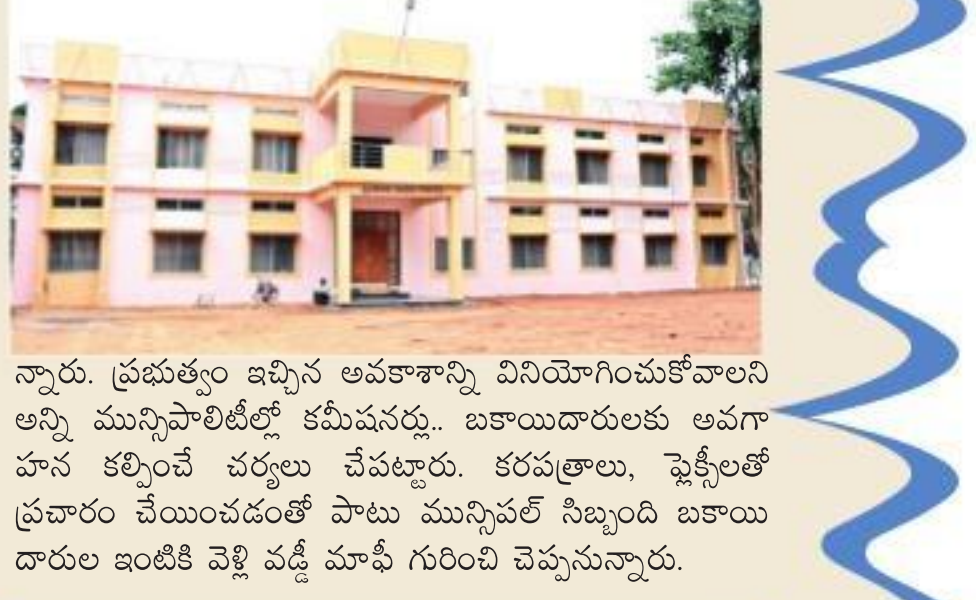 న్నారు. ప్రభుత్వం ఇచ్చిన అవకాశాన్ని వినియోగించుకోవాలని
అన్ని మున్సిపాలిటీల్లో కమీషనర్లు.. బకాయిదారులకు అవగా
హన కల్పించే చర్యలు చేపట్టారు. కరపత్రాలు, ఫ్లెక్సీలతో
ప్రచారం చేయించడంతో పాటు మున్సిపల్ సిబ్బంది బకాయి
దారుల ఇంటికి వెళ్లి వడ్డీ మాఫీ గురించి చెప్పనున్నారు.